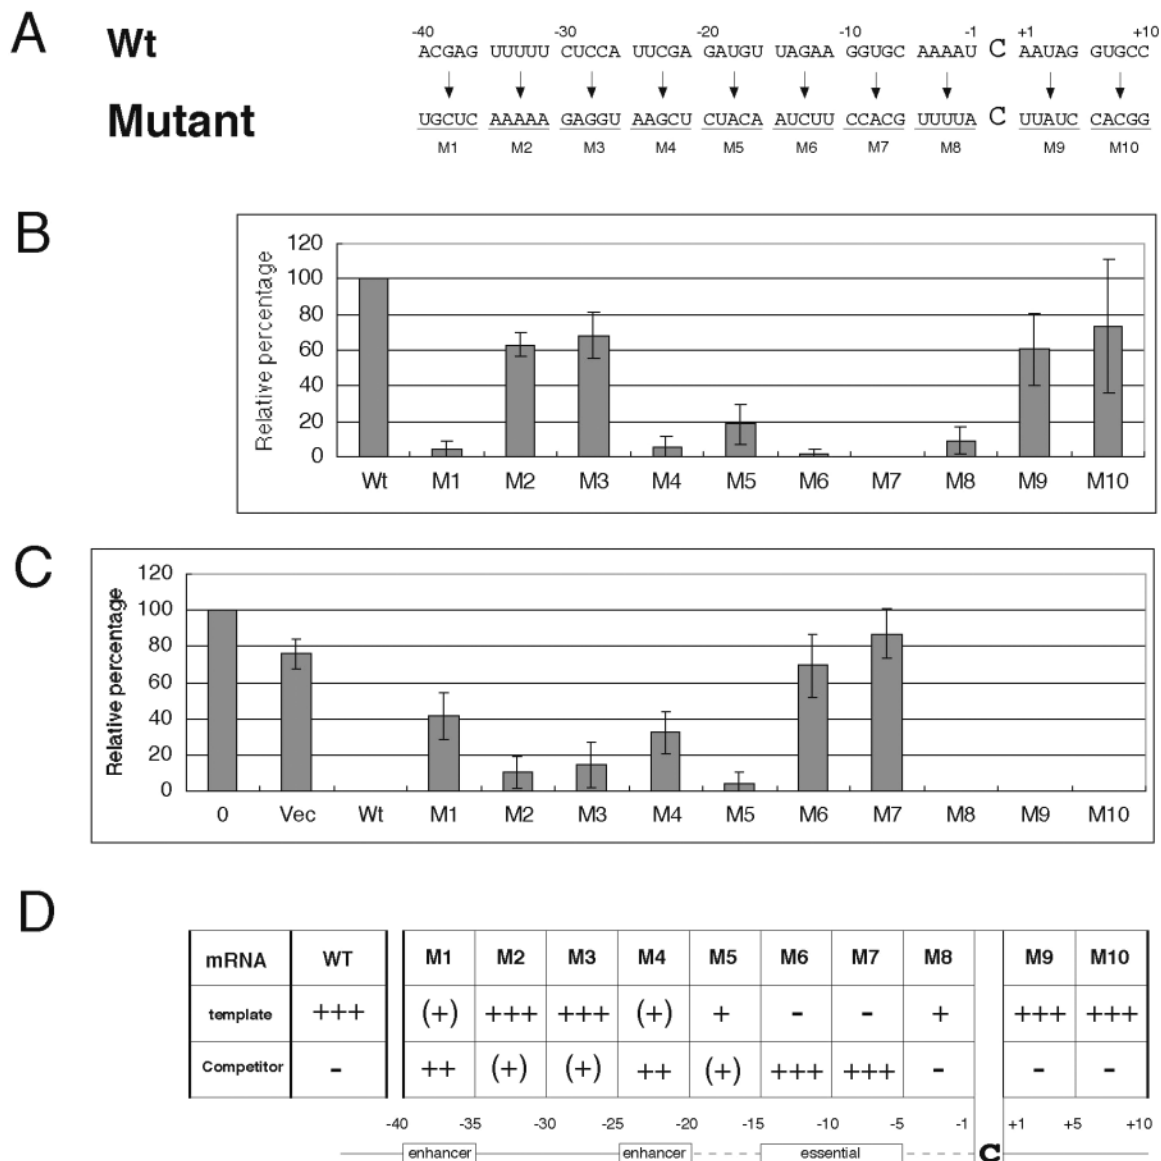 A
Wt
-40 -30 -20 -10 -1 +1 +10
ACGAG UUUUU CUCCA UUCGA GAUGU UAGAA GGUGC AAAAU C AAUAG GUGCC
Mutant
UGCUC AAAAA GAGGU AAGCU CUACA AUCUU CCACG UUUUA C UUAUC CACGG
M1 M2 M3 M4 M5 M6 M7 M8 M9 M10
B
Relative percentage
120
100
80
60
40
20
0
Wt M1 M2 M3 M4 M5 M6 M7 M8 M9 M10
C
Relative percentage
120
100
80
60
40
20
0
0 Vec Wt M1 M2 M3 M4 M5 M6 M7 M8 M9 M10
D
mRNA WT M1 M2 M3 M4 M5 M6 M7 M8 M9 M10
template +++ (+) +++ +++ (+) + - - + +++ +++
Competitor - ++ (+) (+) ++ (+) +++ +++ - - -
-40 -35 -30 -25 -20 -15 -10 -5 -1 +1 +5 +10
enhancer enhancer essential C